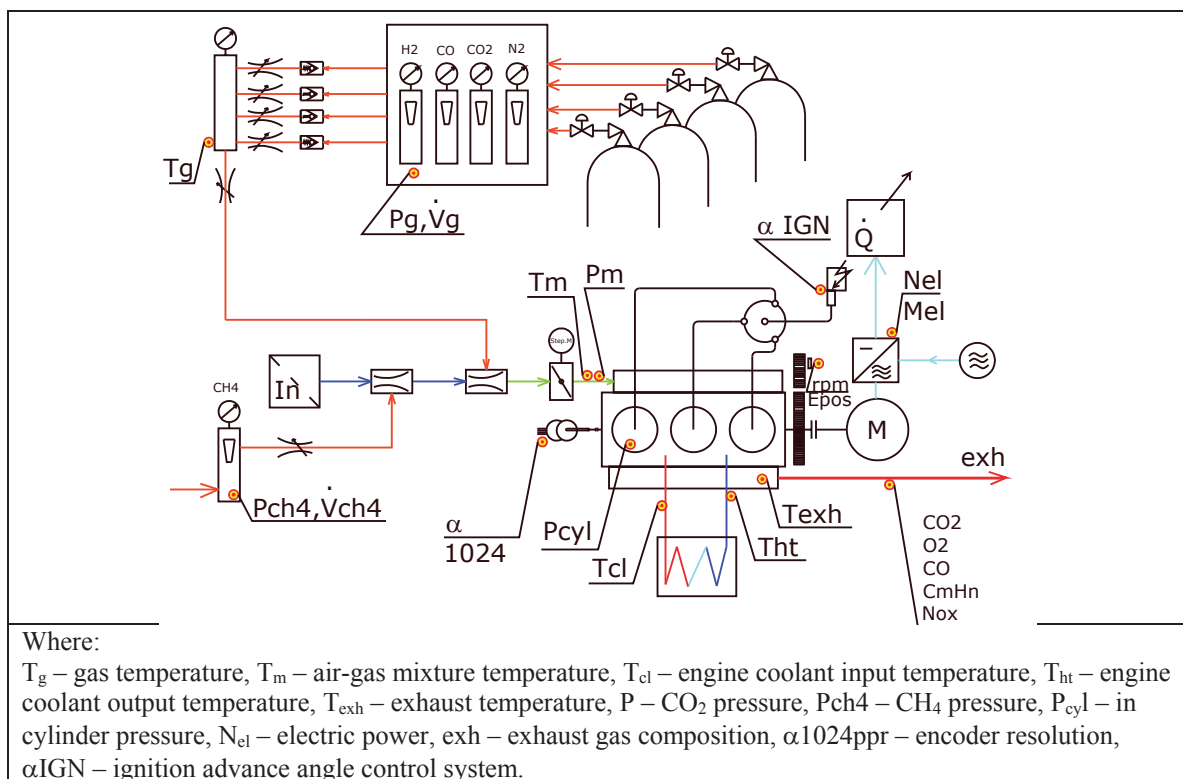 H2 CO CO2 N2
Tg
Pg,V̇g
α IGN
Q̇
Nel
Mel
Tm
Pm
Step.M
In
CH4
rpm
Epos
M
exh
Pch4,V̇ch4
α
1024
Pcyl
Tcl
Tht
Texh
CO2
O2
CO
CmHn
Nox
Where:
Tg – gas temperature, Tm – air-gas mixture temperature, Tcl – engine coolant input temperature, Tht – engine
coolant output temperature, Texh – exhaust temperature, P – CO2 pressure, Pch4 – CH4 pressure, Pcyl – in
cylinder pressure, Nel – electric power, exh – exhaust gas composition, α1024ppr – encoder resolution,
αIGN – ignition advance angle control system.